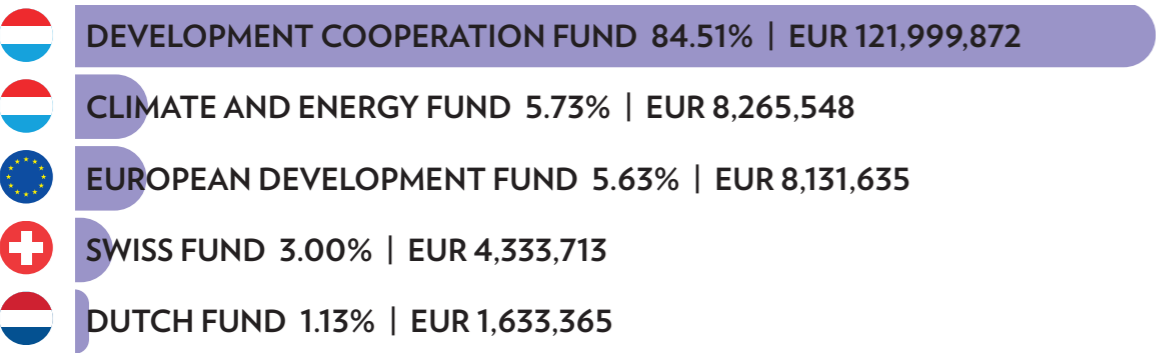 DEVELOPMENT COOPERATION FUND 84.51% | EUR 121,999,872
CLIMATE AND ENERGY FUND 5.73% | EUR 8,265,548
EUROPEAN DEVELOPMENT FUND 5.63% | EUR 8,131,635
SWISS FUND 3.00% | EUR 4,333,713
DUTCH FUND 1.13% | EUR 1,633,365